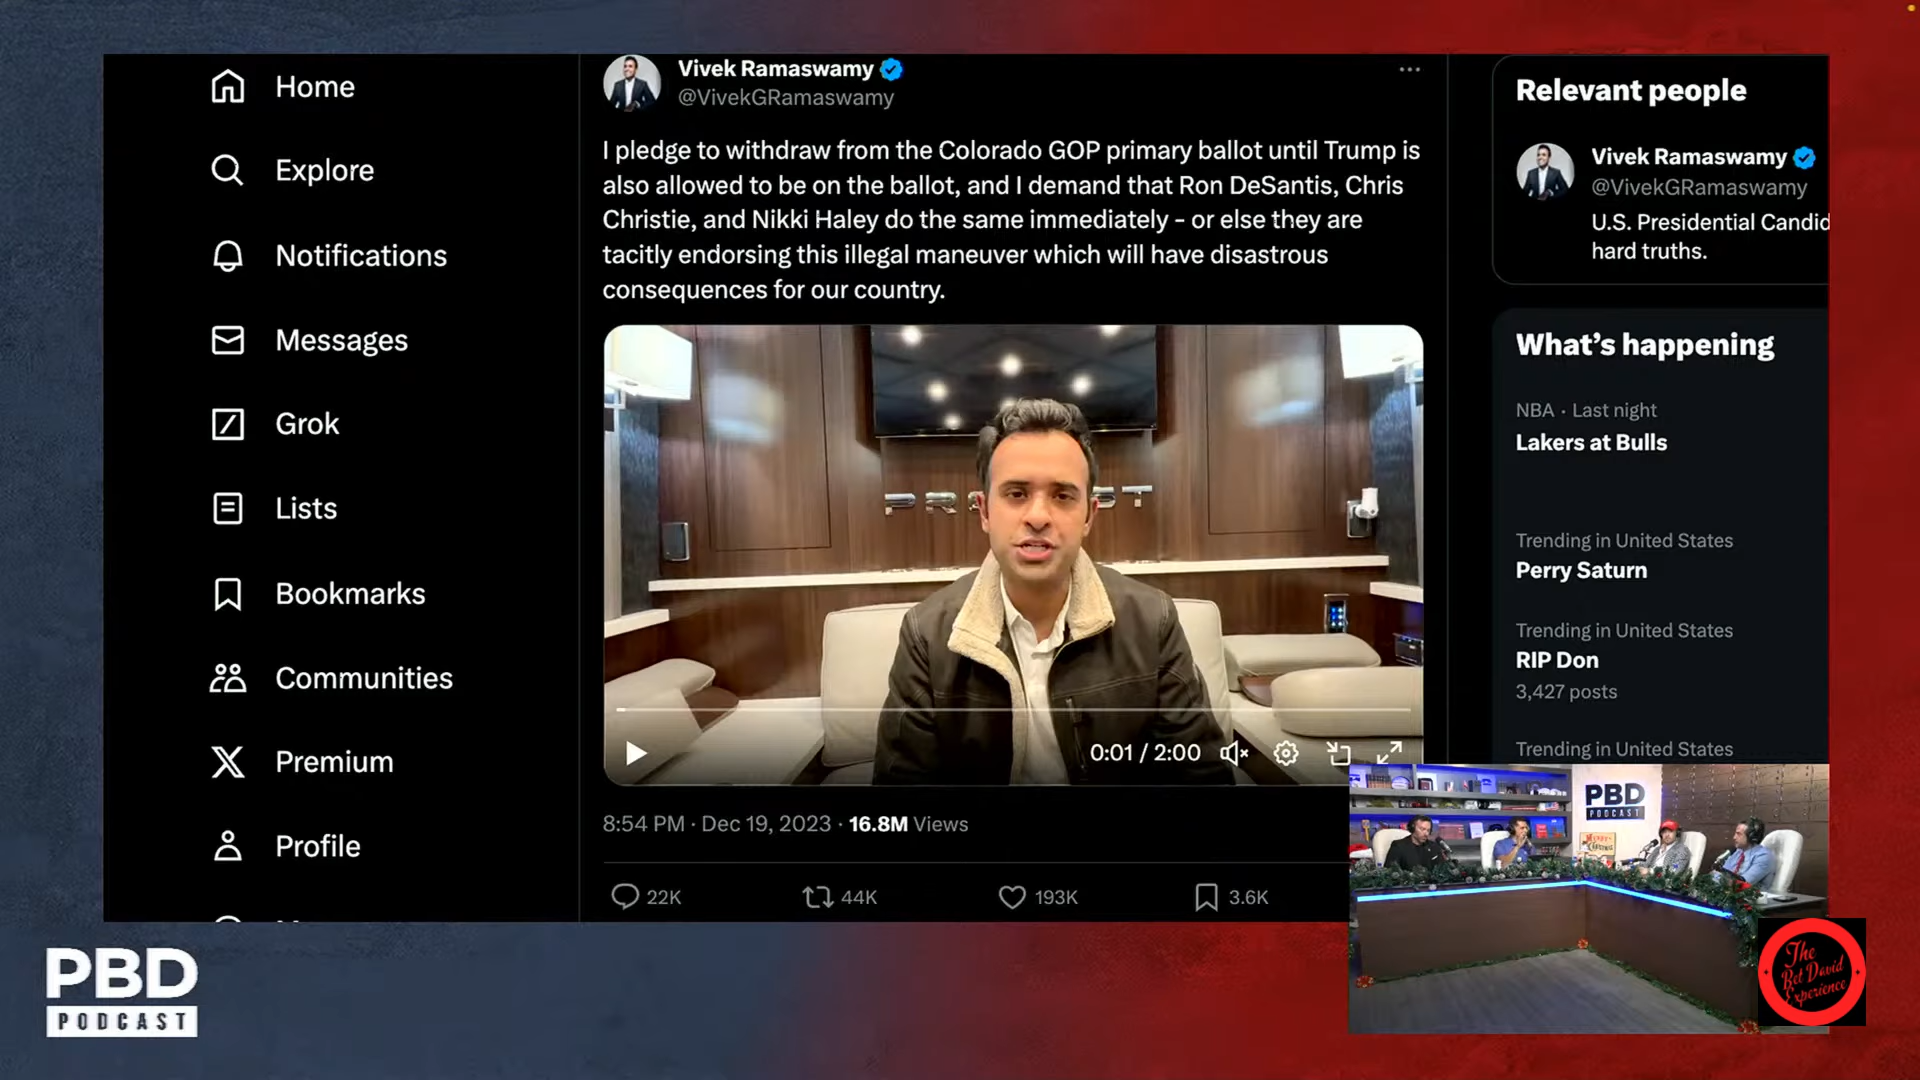 Home
Explore
Notifications
Messages
Grok
Lists
Bookmarks
Communities
Premium
Profile
Vivek Ramaswamy
@VivekGRamaswamy
I pledge to withdraw from the Colorado GOP primary ballot until Trump is
also allowed to be on the ballot, and I demand that Ron DeSantis, Chris
Christie, and Nikki Haley do the same immediately - or else they are
tacitly endorsing this illegal maneuver which will have disastrous
consequences for our country.
0:01 / 2:00
8:54 PM · Dec 19, 2023 · 16.8M Views
22K
44K
193K
3.6K
Relevant people
Vivek Ramaswamy
@VivekGRamaswamy
U.S. Presidential Candid
hard truths.
What's happening
NBA · Last night
Lakers at Bulls
Trending in United States
Perry Saturn
Trending in United States
RIP Don
3,427 posts
Trending in United States
PBD
PODCAST
PBD
PODCAST
The
Bet David
Experience